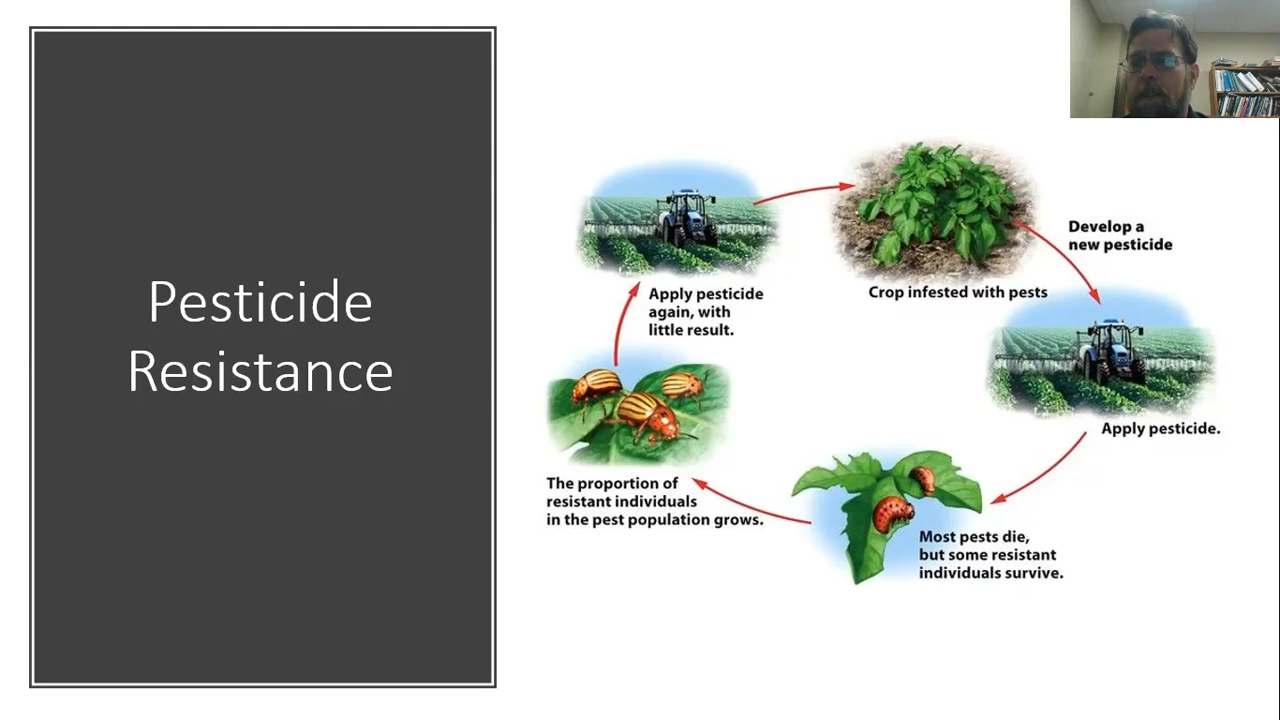 Pesticide
Resistance
Crop infested with pests
Develop a
new pesticide
Apply pesticide.
Most pests die,
but some resistant
individuals survive.
The proportion of
resistant individuals
in the pest population grows.
Apply pesticide
again, with
little result.